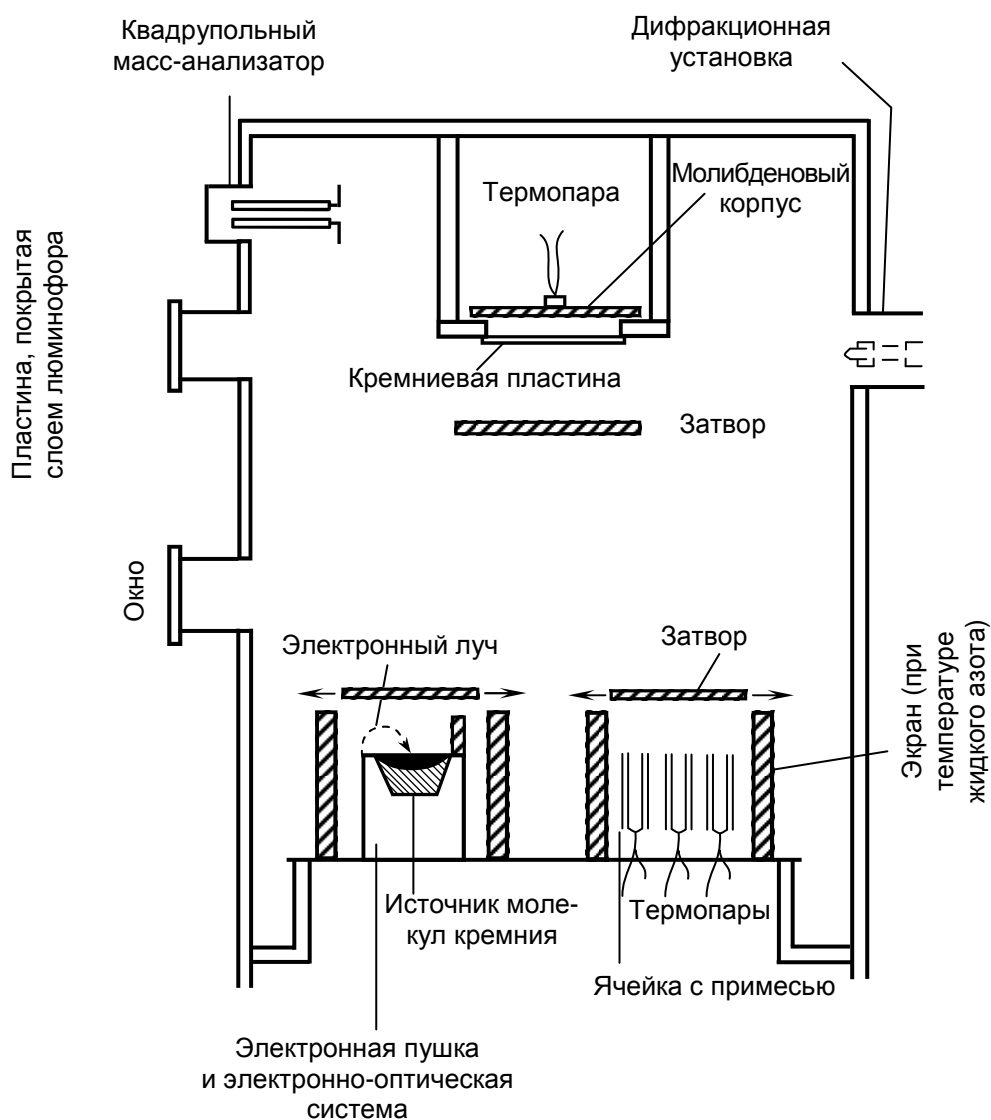 Квадрупольный
масс-анализатор
Дифракционная
установка
Термопара
Молибденовый
корпус
Пластина, покрытая
слоем люминофора
Кремниевая пластина
Затвор
Окно
Электронный луч
Затвор
Экран (при
температуре
жидкого азота)
Источник моле-
кул кремния
Термопары
Ячейка с примесью
Электронная пушка
и электронно-оптическая
система